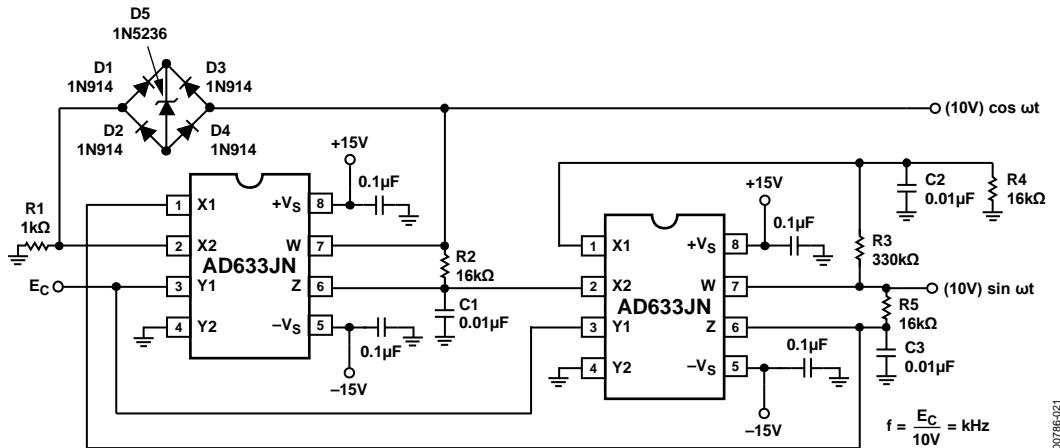 D5
1N5236
D1
1N914
D3
1N914
D2
1N914
D4
1N914
(10V) cos ωt
+15V
0.1µF
R1
1kΩ
1 X1
2 X2
3 Y1
4 Y2
+VS 8
W 7
Z 6
–VS 5
AD633JN
EC
R2
16kΩ
C1
0.01µF
0.1µF
–15V
+15V
0.1µF
C2
0.01µF
R4
16kΩ
R3
330kΩ
1 X1
2 X2
3 Y1
4 Y2
+VS 8
W 7
Z 6
–VS 5
AD633JN
(10V) sin ωt
R5
16kΩ
C3
0.01µF
0.1µF
–15V
f = EC/10V = kHz
00786-021